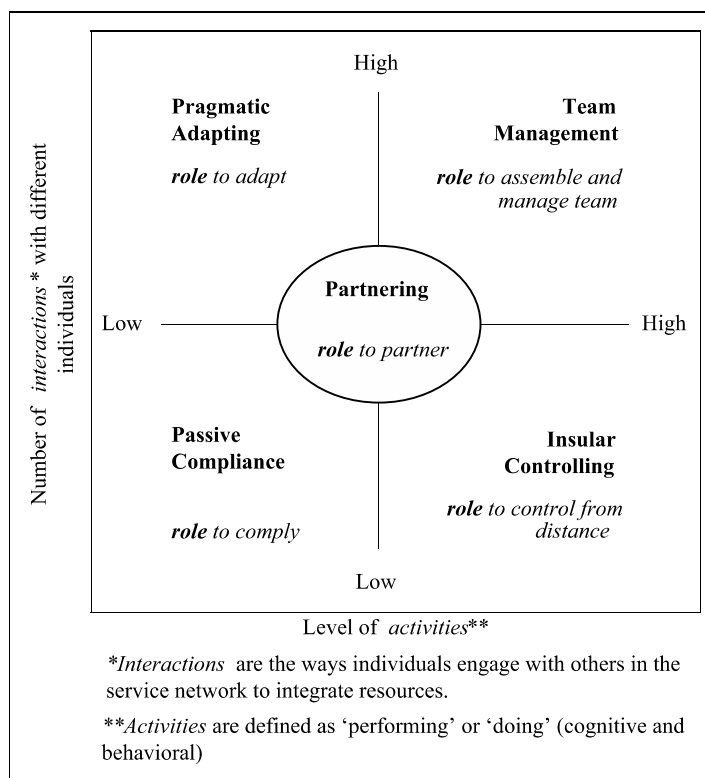 High
Pragmatic
Adapting
role to adapt
Team
Management
role to assemble and
manage team
Number of interactions* with different
individuals
Partnering
role to partner
Low
High
Passive
Compliance
role to comply
Insular
Controlling
role to control from
distance
Low
Level of activities**
*Interactions are the ways individuals engage with others in the
service network to integrate resources.
**Activities are defined as ‘performing’ or ‘doing’ (cognitive and
behavioral)